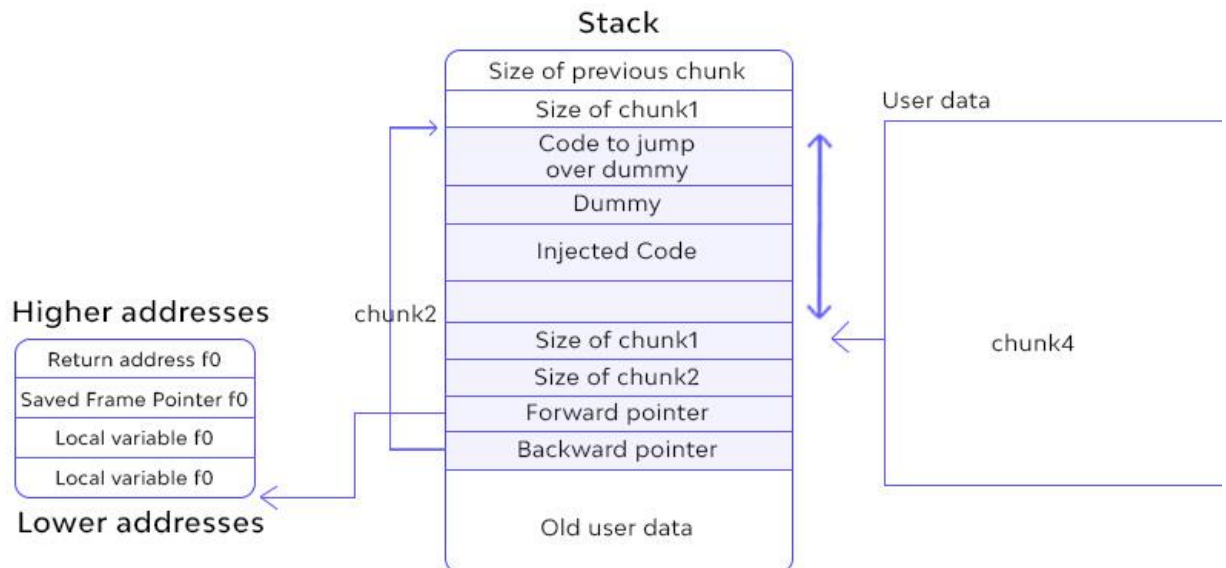 Stack
Size of previous chunk
Size of chunk1
Code to jump
over dummy
Dummy
Injected Code
Size of chunk1
Size of chunk2
Forward pointer
Backward pointer
Old user data
chunk2
Higher addresses
Return address f0
Saved Frame Pointer f0
Local variable f0
Local variable f0
Lower addresses
User data
chunk4